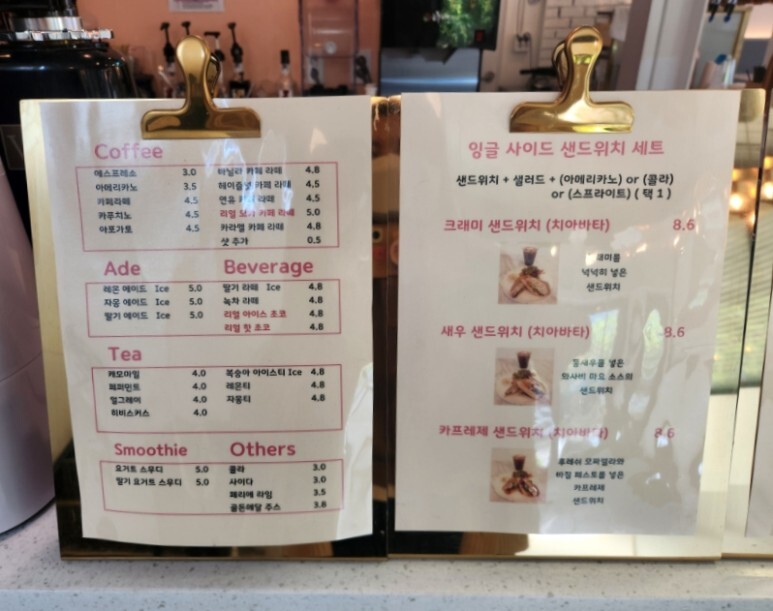 Coffee
에스프레소 3.0
아메리카노 3.5
카페라떼 4.5
카푸치노 4.5
아포가토 4.5
바닐라 카페 라떼 4.8
헤이즐넛 카페 라떼 4.5
연유 카페 라떼 4.5
리얼 모카 카페 라떼 5.0
카라멜 카페 라떼 4.8
샷 추가 0.5
Ade
레몬 에이드 Ice 5.0
자몽 에이드 Ice 5.0
딸기 에이드 Ice 5.0
Beverage
딸기 라떼 Ice 4.8
녹차 라떼 4.8
리얼 아이스 초코 4.8
리얼 핫 초코 4.8
Tea
캐모마일 4.0
페퍼민트 4.0
얼그레이 4.0
히비스커스 4.0
복숭아 아이스티 Ice 4.8
레몬티 4.8
자몽티 4.8
Smoothie
요거트 스무디 5.0
딸기 요거트 스무디 5.0
Others
콜라 3.0
사이다 3.0
페리에 라임 3.5
골든메달 주스 3.8
잉글 사이드 샌드위치 세트
샌드위치 + 샐러드 + (아메리카노) or (콜라)
or (스프라이트) ( 택 1 )
크래미 샌드위치 (치아바타) 8.6
넉넉히 넣은
샌드위치
새우 샌드위치 (치아바타) 8.6
통새우를 넣은
와사비 마요 소스의
샌드위치
카프레제 샌드위치 (치아바타) 8.6
후레쉬 모짜렐라와
바질 페스토를 넣은
카프레제
샌드위치